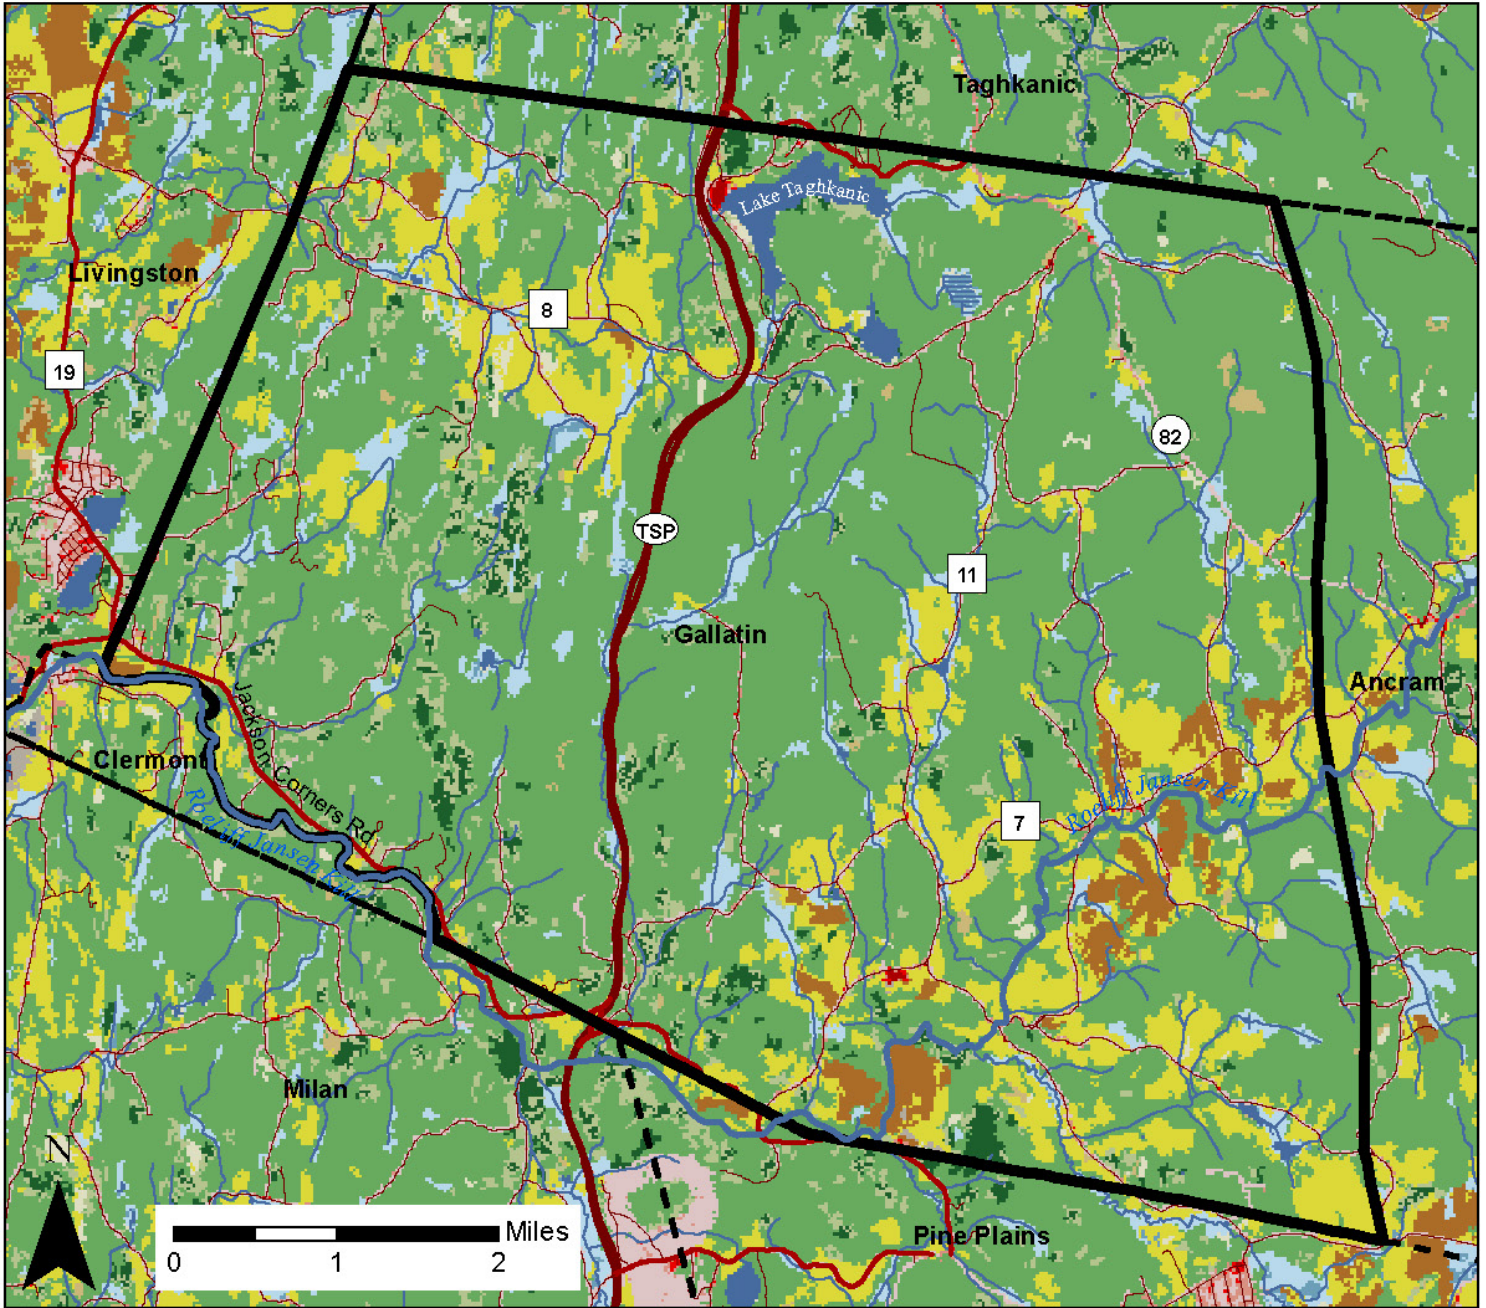 Taghkanic
Lake Taghkanic
Livingston
8
19
82
TSP
11
Gallatin
Ancram
Jackson Corners Rd
Clermont
Roeliff Jansen Kill
7
Roeliff Jansen Kill
Milan
N
Miles
0 1 2
Pine Plains